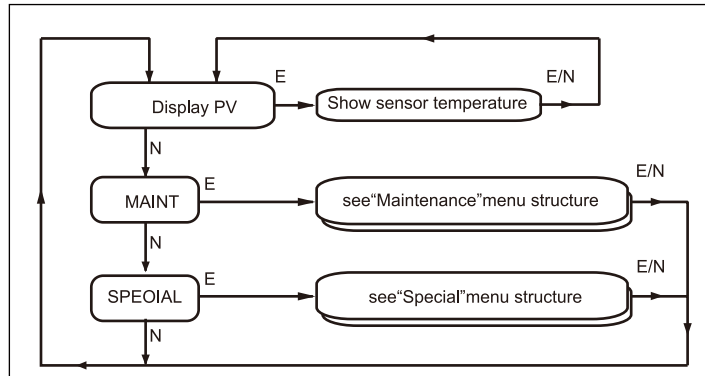 E
E/N
Display PV
Show sensor temperature
N
E/N
E
MAINT
see“Maintenance”menu structure
N
E/N
E
SPEOIAL
see“Special”menu structure
N